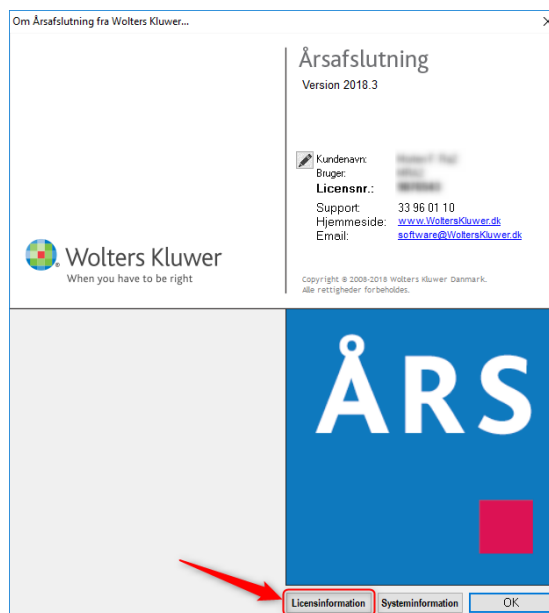 Om Årsafslutning fra Wolters Kluwer...
Årsafslutning
Version 2018.3
Kundenavn:
Bruger:
Licensnr.:
Support: 33 96 01 10
Hjemmeside: www.WoltersKluwer.dk
Email: software@WoltersKluwer.dk
Wolters Kluwer
When you have to be right
Copyright © 2008-2018 Wolters Kluwer Danmark.
Alle rettigheder forbeholdes.
ÅRS
Licensinformation Systeminformation OK